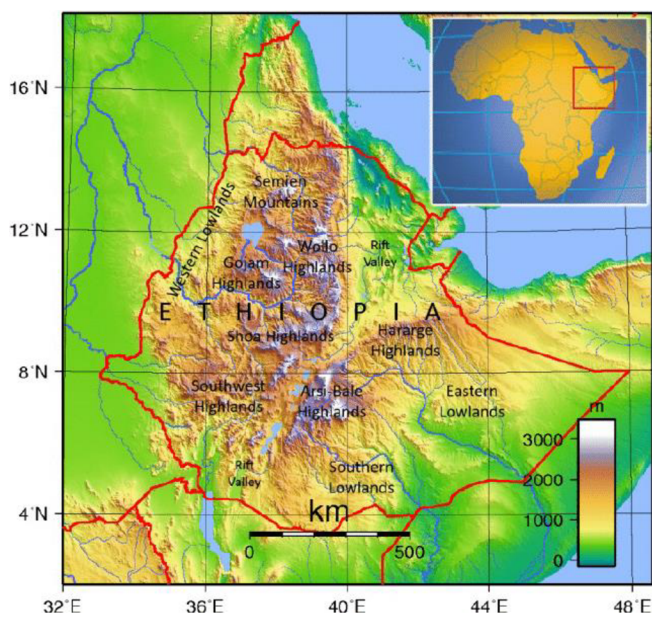 16°N
12°N
8°N
4°N
32°E
36°E
40°E
44°E
48°E
Semien
Mountains
Western Lowlands
Wollo
Highlands
Rift
Valley
Gojam
Highlands
ETHIOPIA
Shoa Highlands
Hararge
Highlands
Southwest
Highlands
Arsi-Bale
Highlands
Eastern
Lowlands
Rift
Valley
Southern
Lowlands
km
0
500
m
3000
2000
1000
0